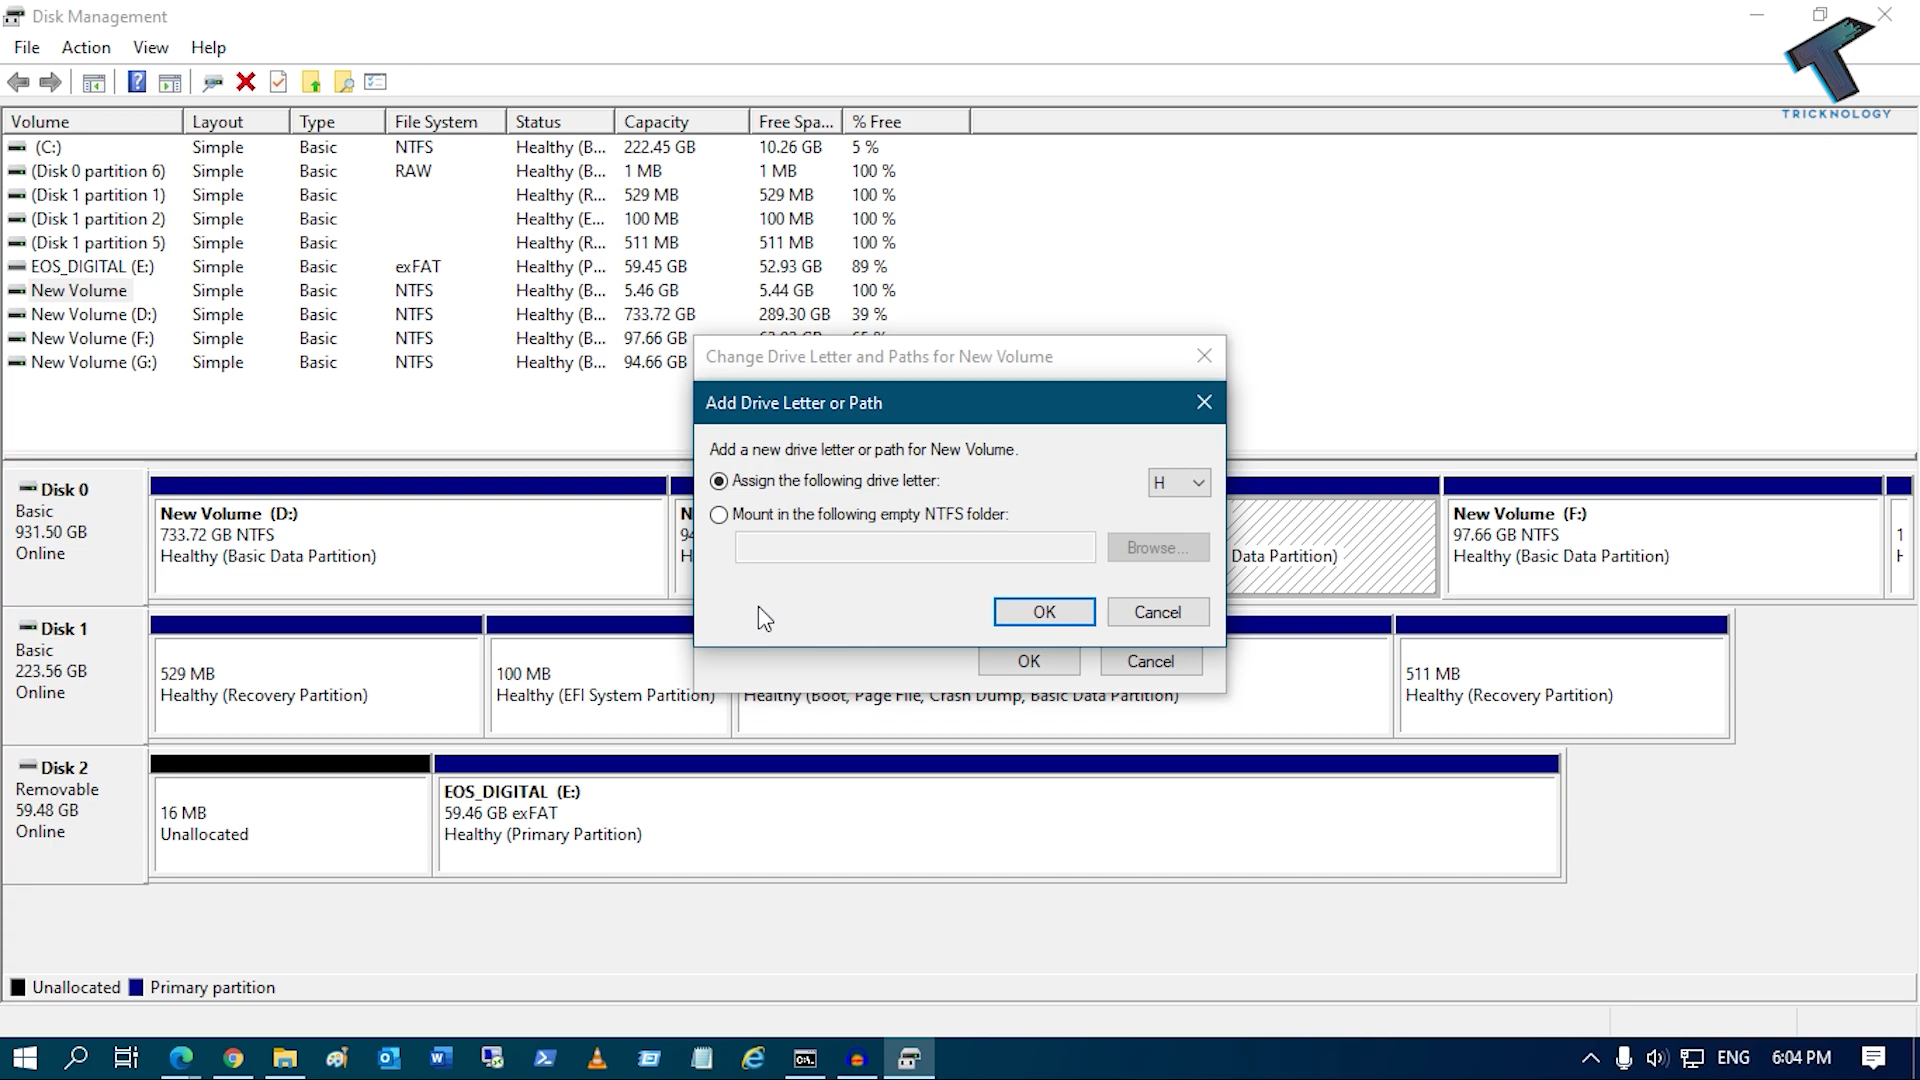 Disk Management
File Action View Help
TRICKNOLOGY
Volume Layout Type File System Status Capacity Free Spa... % Free
(C:) Simple Basic NTFS Healthy (B... 222.45 GB 10.26 GB 5 %
(Disk 0 partition 6) Simple Basic RAW Healthy (B... 1 MB 1 MB 100 %
(Disk 1 partition 1) Simple Basic Healthy (R... 529 MB 529 MB 100 %
(Disk 1 partition 2) Simple Basic Healthy (E... 100 MB 100 MB 100 %
(Disk 1 partition 5) Simple Basic Healthy (R... 511 MB 511 MB 100 %
EOS_DIGITAL (E:) Simple Basic exFAT Healthy (P... 59.45 GB 52.93 GB 89 %
New Volume Simple Basic NTFS Healthy (B... 5.46 GB 5.44 GB 100 %
New Volume (D:) Simple Basic NTFS Healthy (B... 733.72 GB 289.30 GB 39 %
New Volume (F:) Simple Basic NTFS Healthy (B... 97.66 GB
New Volume (G:) Simple Basic NTFS Healthy (B... 94.66 GB
Change Drive Letter and Paths for New Volume
Add Drive Letter or Path
Add a new drive letter or path for New Volume.
Assign the following drive letter: H
Mount in the following empty NTFS folder:
Browse...
OK Cancel
OK Cancel
Disk 0
Basic
931.50 GB
Online
New Volume (D:)
733.72 GB NTFS
Healthy (Basic Data Partition)
N
94
H
Data Partition)
New Volume (F:)
97.66 GB NTFS
Healthy (Basic Data Partition)
1
Disk 1
Basic
223.56 GB
Online
529 MB
Healthy (Recovery Partition)
100 MB
Healthy (EFI System Partition)
Healthy (Boot, Page File, Crash Dump, Basic Data Partition)
511 MB
Healthy (Recovery Partition)
Disk 2
Removable
59.48 GB
Online
16 MB
Unallocated
EOS_DIGITAL (E:)
59.46 GB exFAT
Healthy (Primary Partition)
Unallocated Primary partition
ENG 6:04 PM